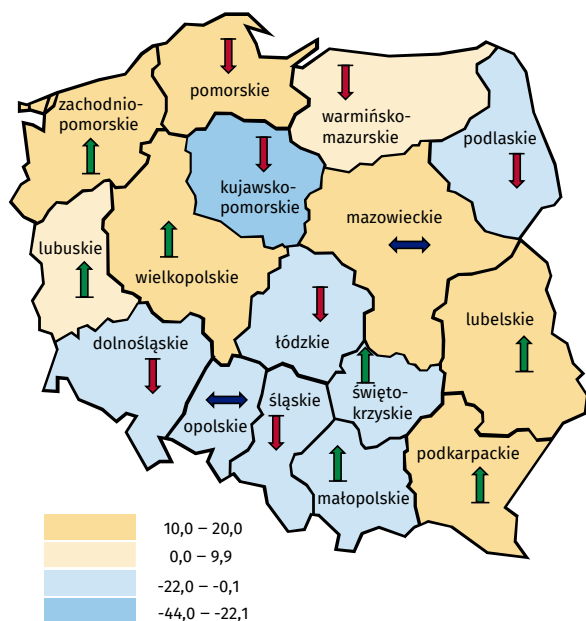 pomorskie
zachodnio-
pomorskie
warmińsko-
mazurskie
podlaskie
kujawsko-
pomorskie
mazowieckie
lubuskie
wielkopolskie
lubelskie
dolnośląskie
łódzkie
święto-
krzyskie
śląskie
opolskie
podkarpackie
małopolskie
10,0 – 20,0
0,0 – 9,9
-22,0 – -0,1
-44,0 – -22,1